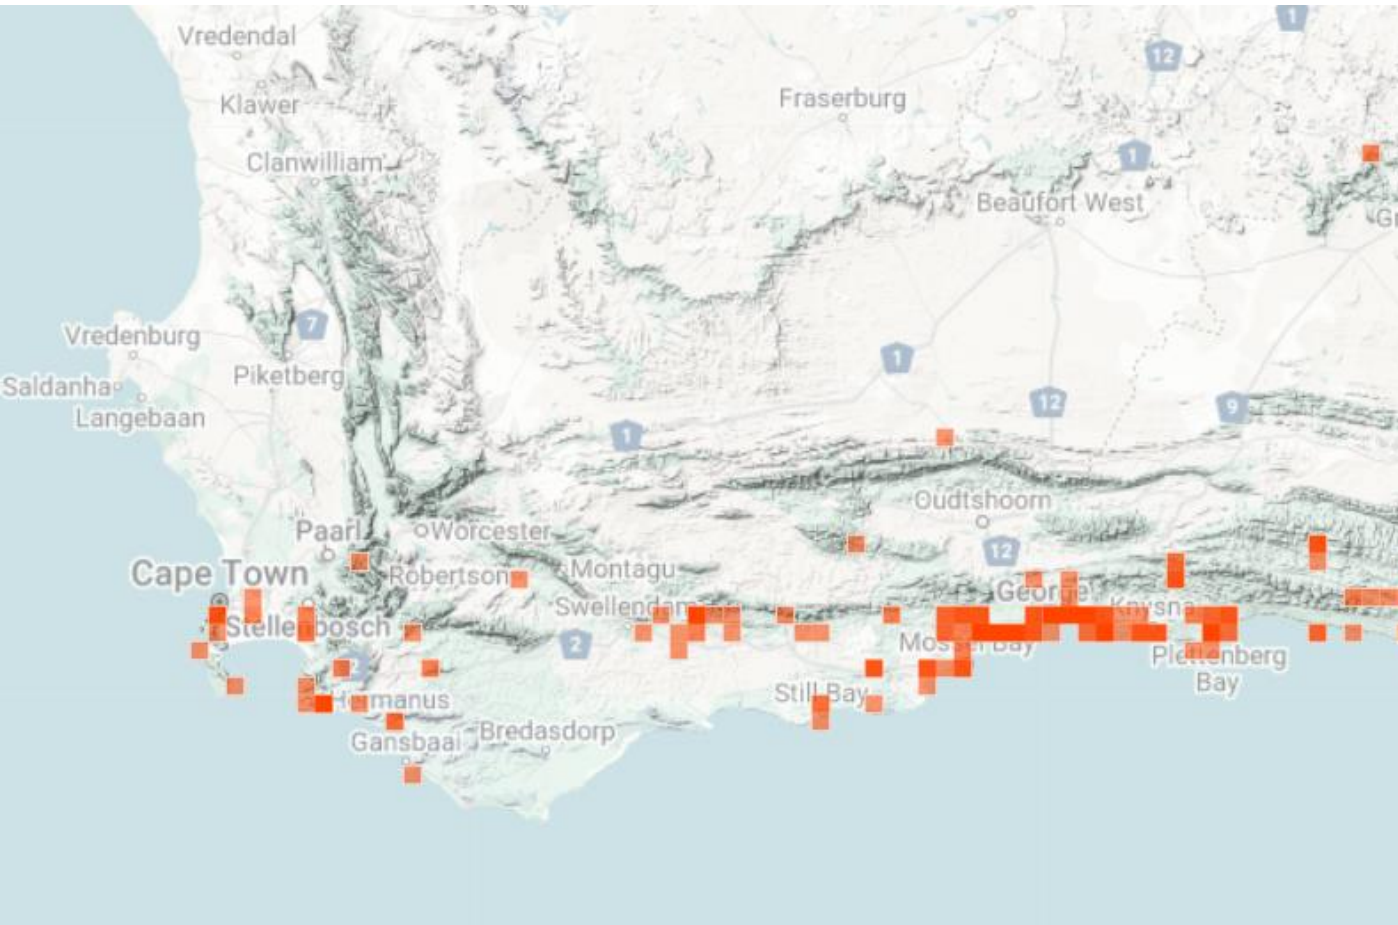 Vredendal
1
12
Klawer
Fraserburg
Clanwilliam
1
Beaufort West
7
Vredenburg
1
Piketberg
Saldanha
12
9
Langebaan
1
Oudtshoorn
Paarl
Worcester
12
Cape Town
Robertson
Montagu
George
Swellendam
Knysna
Stellenbosch
2
Mossel Bay
Plettenberg
Bay
2
Hermanus
Still Bay
Gansbaai
Bredasdorp